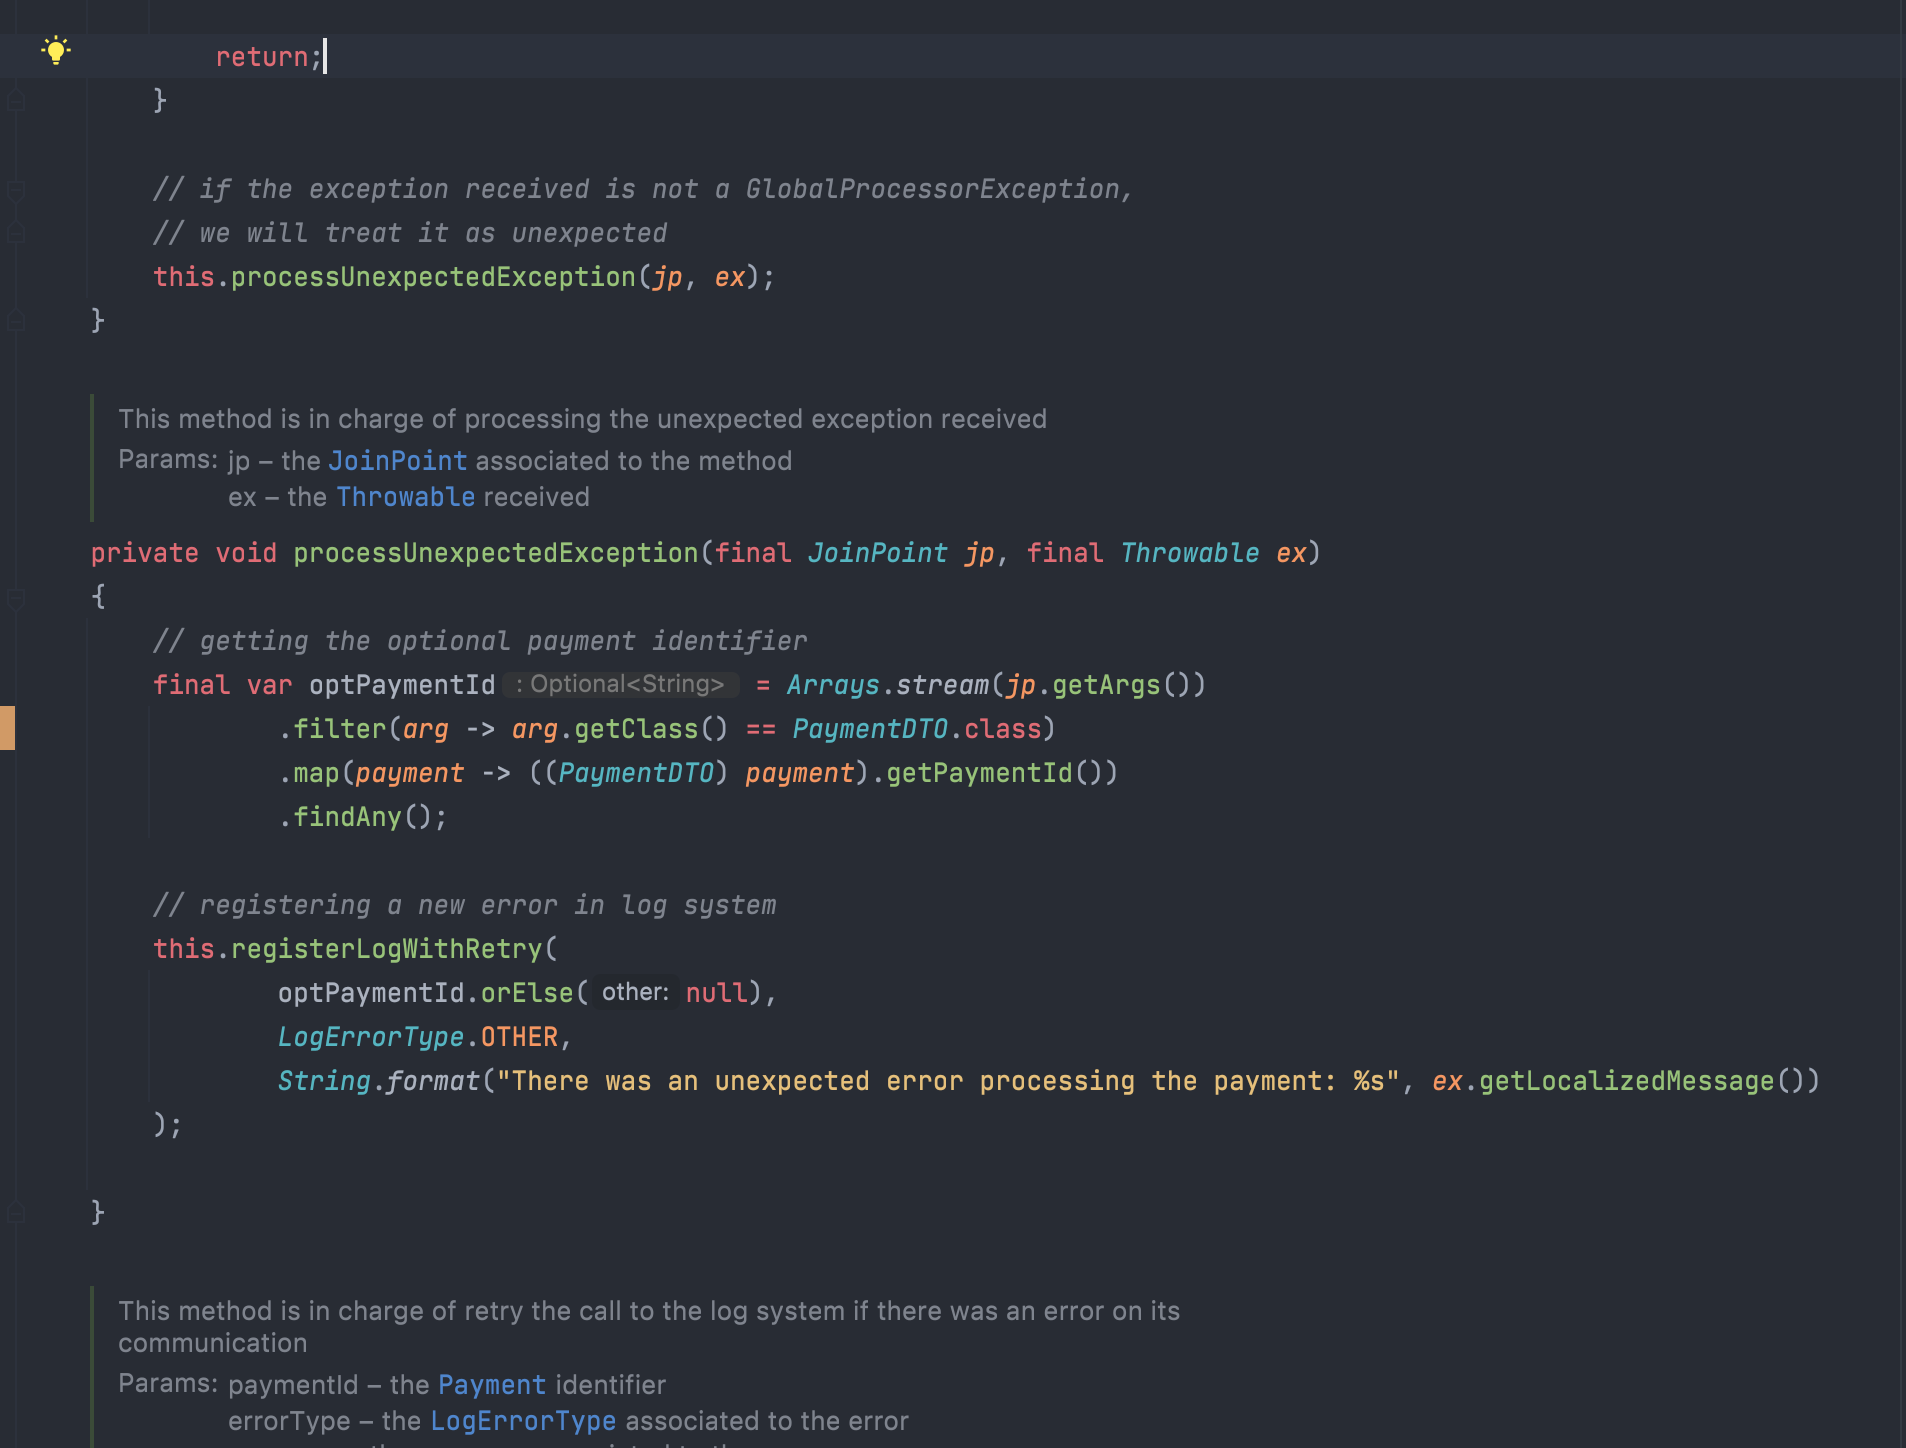 return;
}
// if the exception received is not a GlobalProcessorException,
// we will treat it as unexpected
this.processUnexpectedException(jp, ex);
}
This method is in charge of processing the unexpected exception received
Params: jp – the JoinPoint associated to the method
ex – the Throwable received
private void processUnexpectedException(final JoinPoint jp, final Throwable ex)
{
// getting the optional payment identifier
final var optPaymentId : Optional<String> = Arrays.stream(jp.getArgs())
.filter(arg -> arg.getClass() == PaymentDTO.class)
.map(payment -> ((PaymentDTO) payment).getPaymentId())
.findAny();
// registering a new error in log system
this.registerLogWithRetry(
optPaymentId.orElse( other: null),
LogErrorType.OTHER,
String.format("There was an unexpected error processing the payment: %s", ex.getLocalizedMessage())
);
}
This method is in charge of retry the call to the log system if there was an error on its
communication
Params: paymentId – the Payment identifier
errorType – the LogErrorType associated to the error